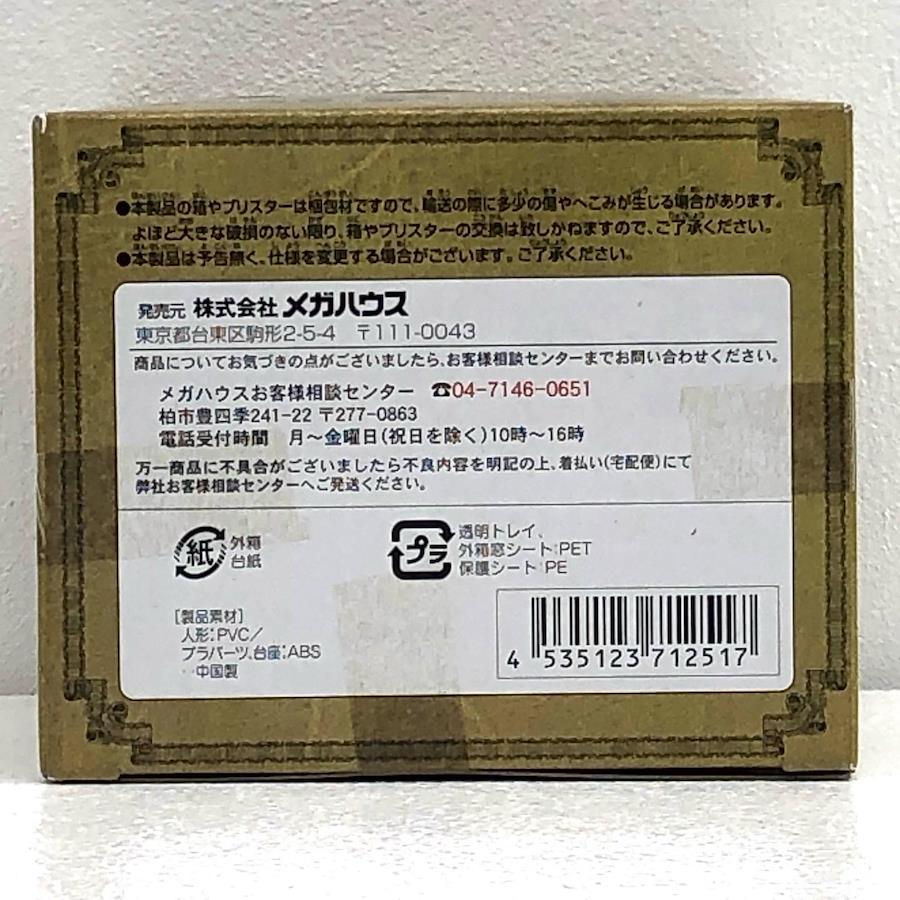 ●本製品の箱やブリスターは梱包材ですので、輸送の際に多少の傷やへこみが生じる場合があります。
よほど大きな破損のない限り、箱やブリスターの交換は致しかねますので、ご了承ください。
●本製品は予告無く、仕様を変更する場合がございます。ご了承ください。
発売元 株式会社 メガハウス
東京都台東区駒形2-5-4 〒111-0043
商品についてお気づきの点がございましたら、お客様相談センターまでお問い合わせください。
メガハウスお客様相談センター ☎04-7146-0651
柏市豊四季241-22 〒277-0863
電話受付時間 月〜金曜日(祝日を除く)10時〜16時
万一商品に不具合がございましたら不良内容を明記の上、着払い(宅配便)にて
弊社お客様相談センターへご発送ください。
紙 外箱
台紙
プラ 透明トレイ、
外箱窓シート:PET
保護シート:PE
[製品素材]
人形:PVC/
プラパーツ、台座:ABS
‥中国製
4 535123 712517